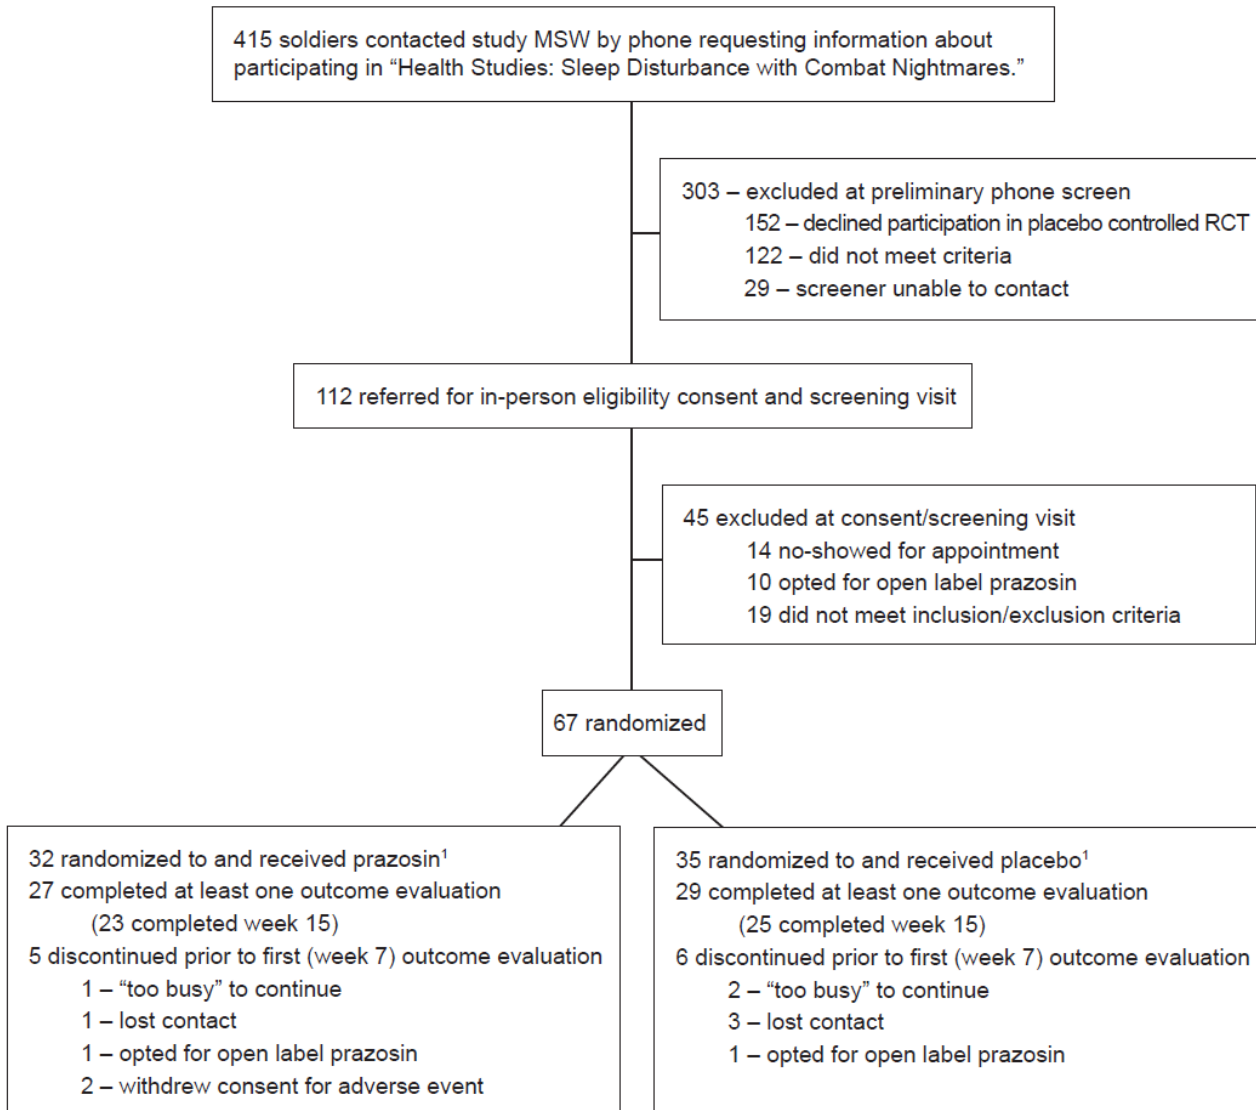 415 soldiers contacted study MSW by phone requesting information about
participating in “Health Studies: Sleep Disturbance with Combat Nightmares.”
303 – excluded at preliminary phone screen
152 – declined participation in placebo controlled RCT
122 – did not meet criteria
29 – screener unable to contact
112 referred for in-person eligibility consent and screening visit
45 excluded at consent/screening visit
14 no-showed for appointment
10 opted for open label prazosin
19 did not meet inclusion/exclusion criteria
67 randomized
32 randomized to and received prazosin¹
27 completed at least one outcome evaluation
(23 completed week 15)
5 discontinued prior to first (week 7) outcome evaluation
1 – “too busy” to continue
1 – lost contact
1 – opted for open label prazosin
2 – withdrew consent for adverse event
35 randomized to and received placebo¹
29 completed at least one outcome evaluation
(25 completed week 15)
6 discontinued prior to first (week 7) outcome evaluation
2 – “too busy” to continue
3 – lost contact
1 – opted for open label prazosin